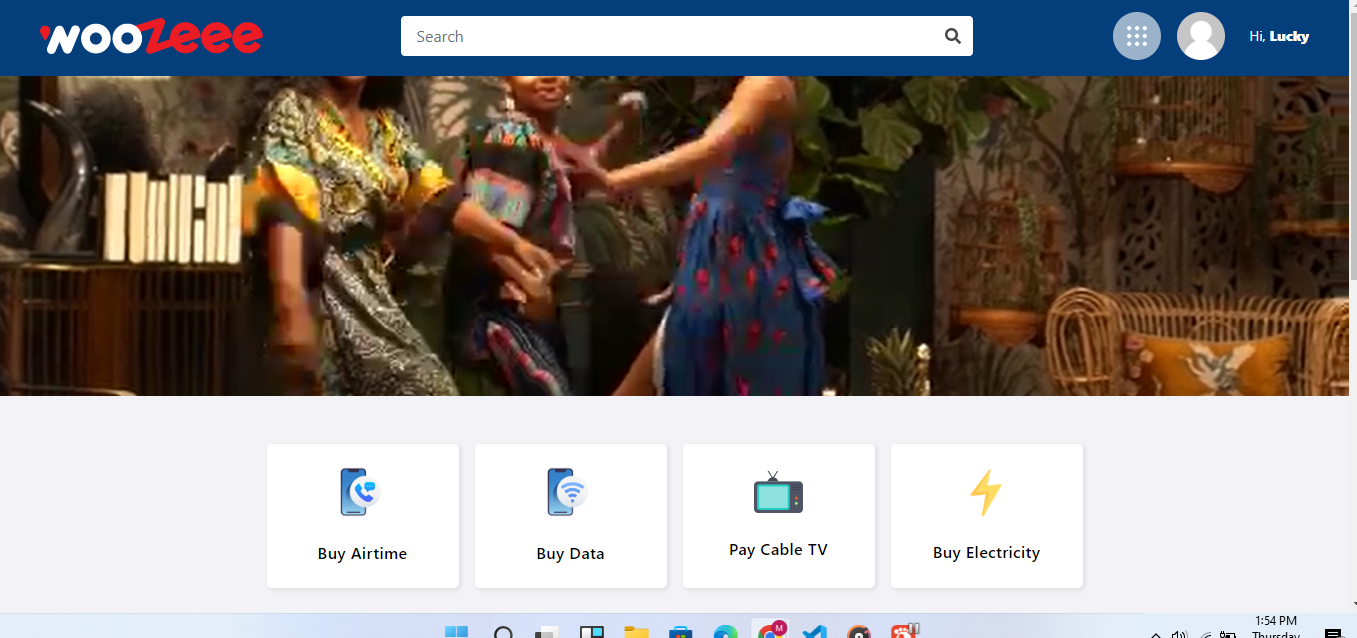 wooZeee
Search
Hi, Lucky
Buy Airtime
Buy Data
Pay Cable TV
Buy Electricity
M
1:54 PM
Thursday